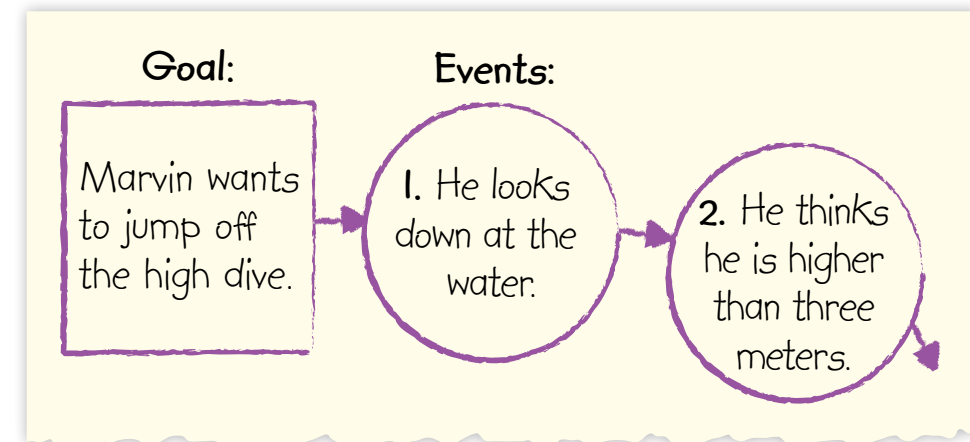 Goal:
Events:
Marvin wants
to jump off
the high dive.
1. He looks
down at the
water.
2. He thinks
he is higher
than three
meters.